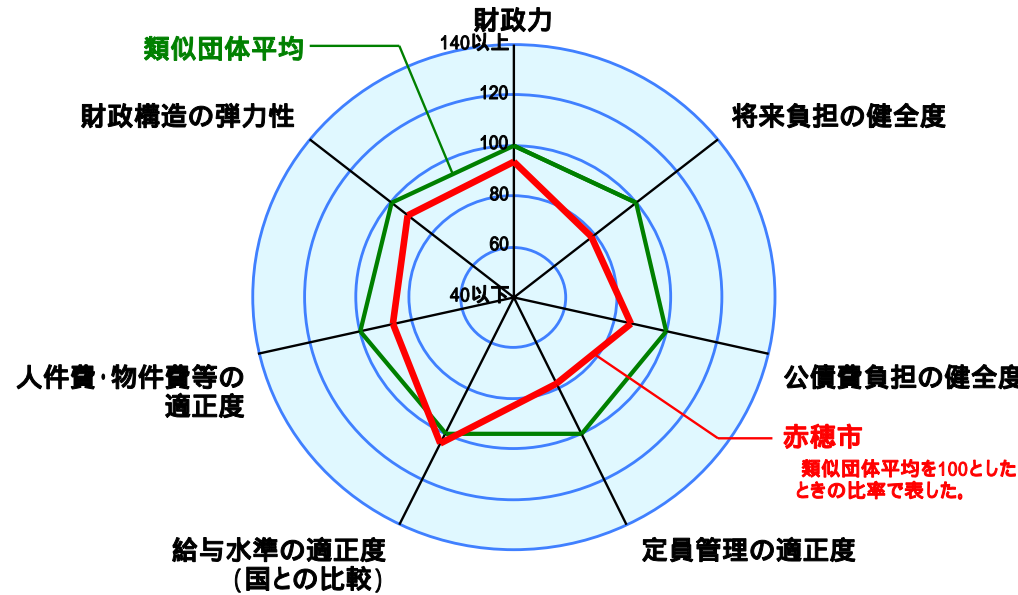 財政力
140以上
類似団体平均
120
財政構造の弾力性
将来負担の健全度
100
80
60
40以下
人件費・物件費等の
適正度
公債費負担の健全度
赤穂市
類似団体平均を100とした
ときの比率で表した。
給与水準の適正度
(国との比較)
定員管理の適正度